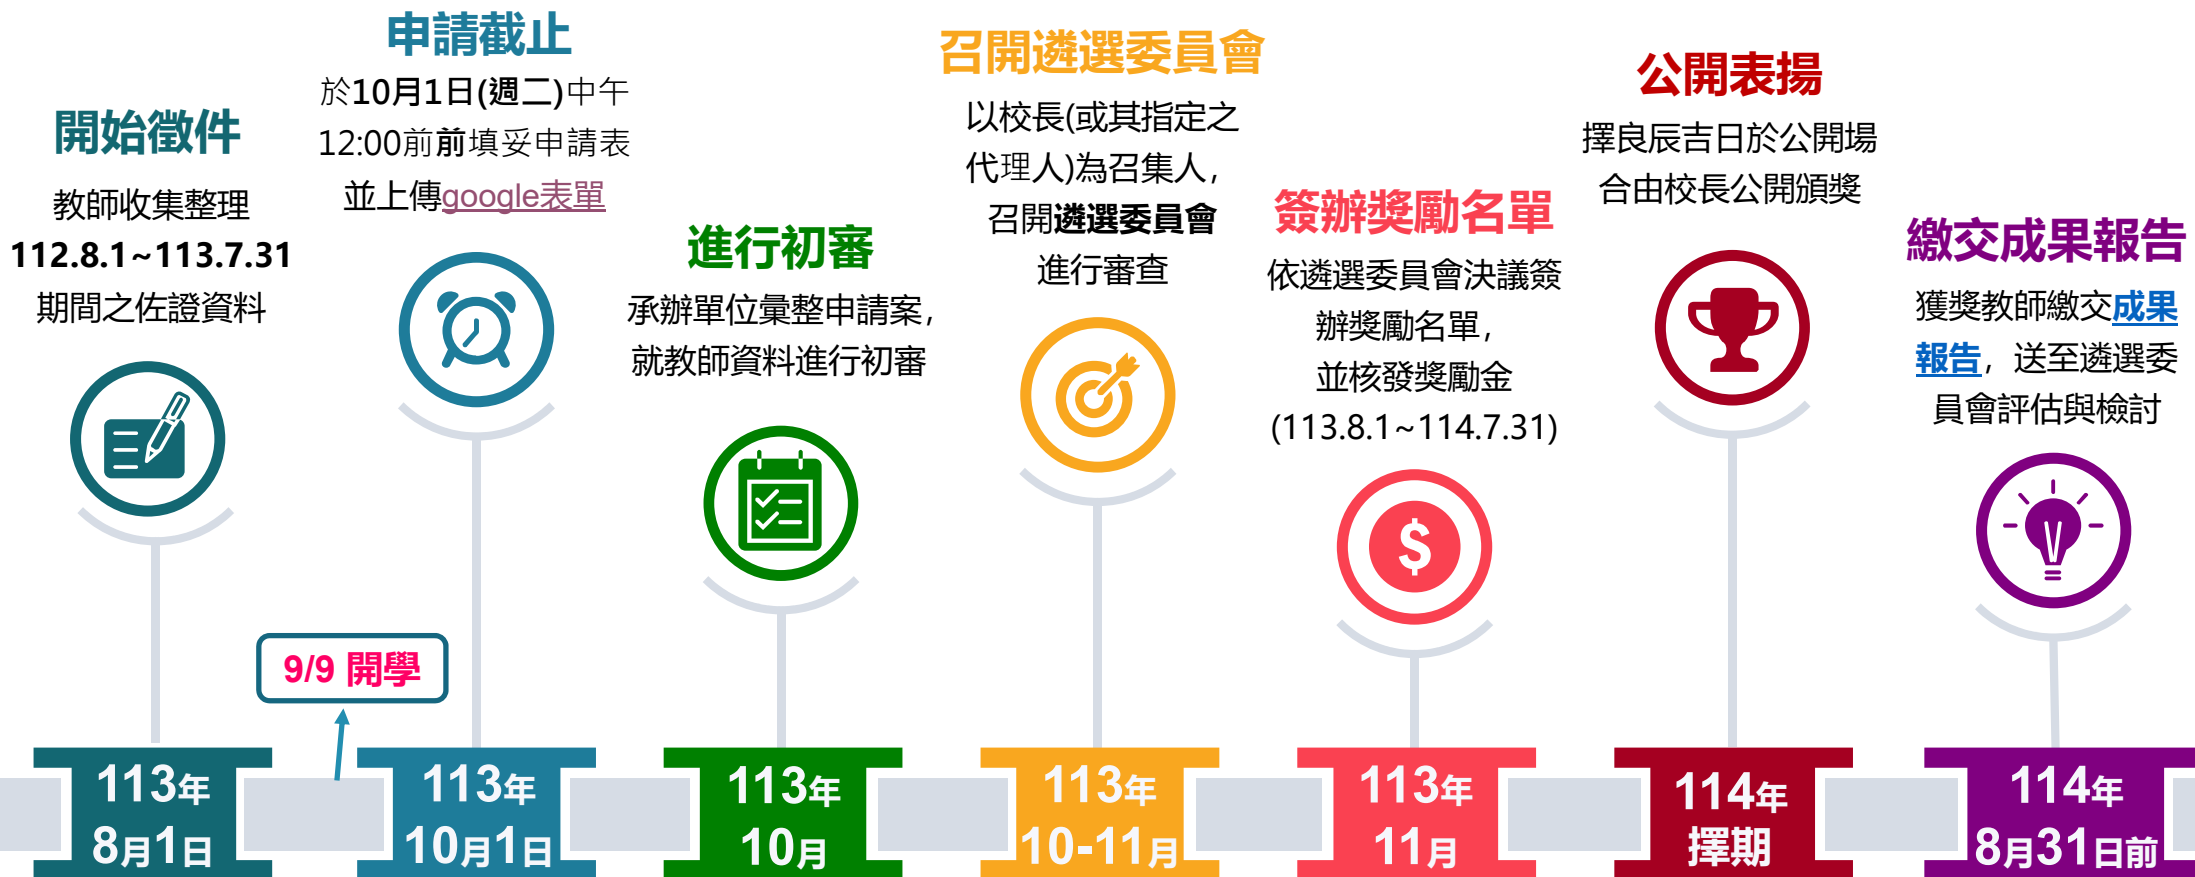 開始徵件
教師收集整理
112.8.1~113.7.31
期間之佐證資料
申請截止
於10月1日(週二)中午
12:00前前填妥申請表
並上傳google表單
進行初審
承辦單位彙整申請案，
就教師資料進行初審
召開遴選委員會
以校長(或其指定之
代理人)為召集人，
召開遴選委員會
進行審查
簽辦獎勵名單
依遴選委員會決議簽
辦獎勵名單，
並核發獎勵金
(113.8.1~114.7.31)
公開表揚
擇良辰吉日於公開場
合由校長公開頒獎
繳交成果報告
獲獎教師繳交成果
報告，送至遴選委
員會評估與檢討
$
9/9 開學
113年
8月1日
113年
10月1日
113年
10月
113年
10-11月
113年
11月
114年
擇期
114年
8月31日前